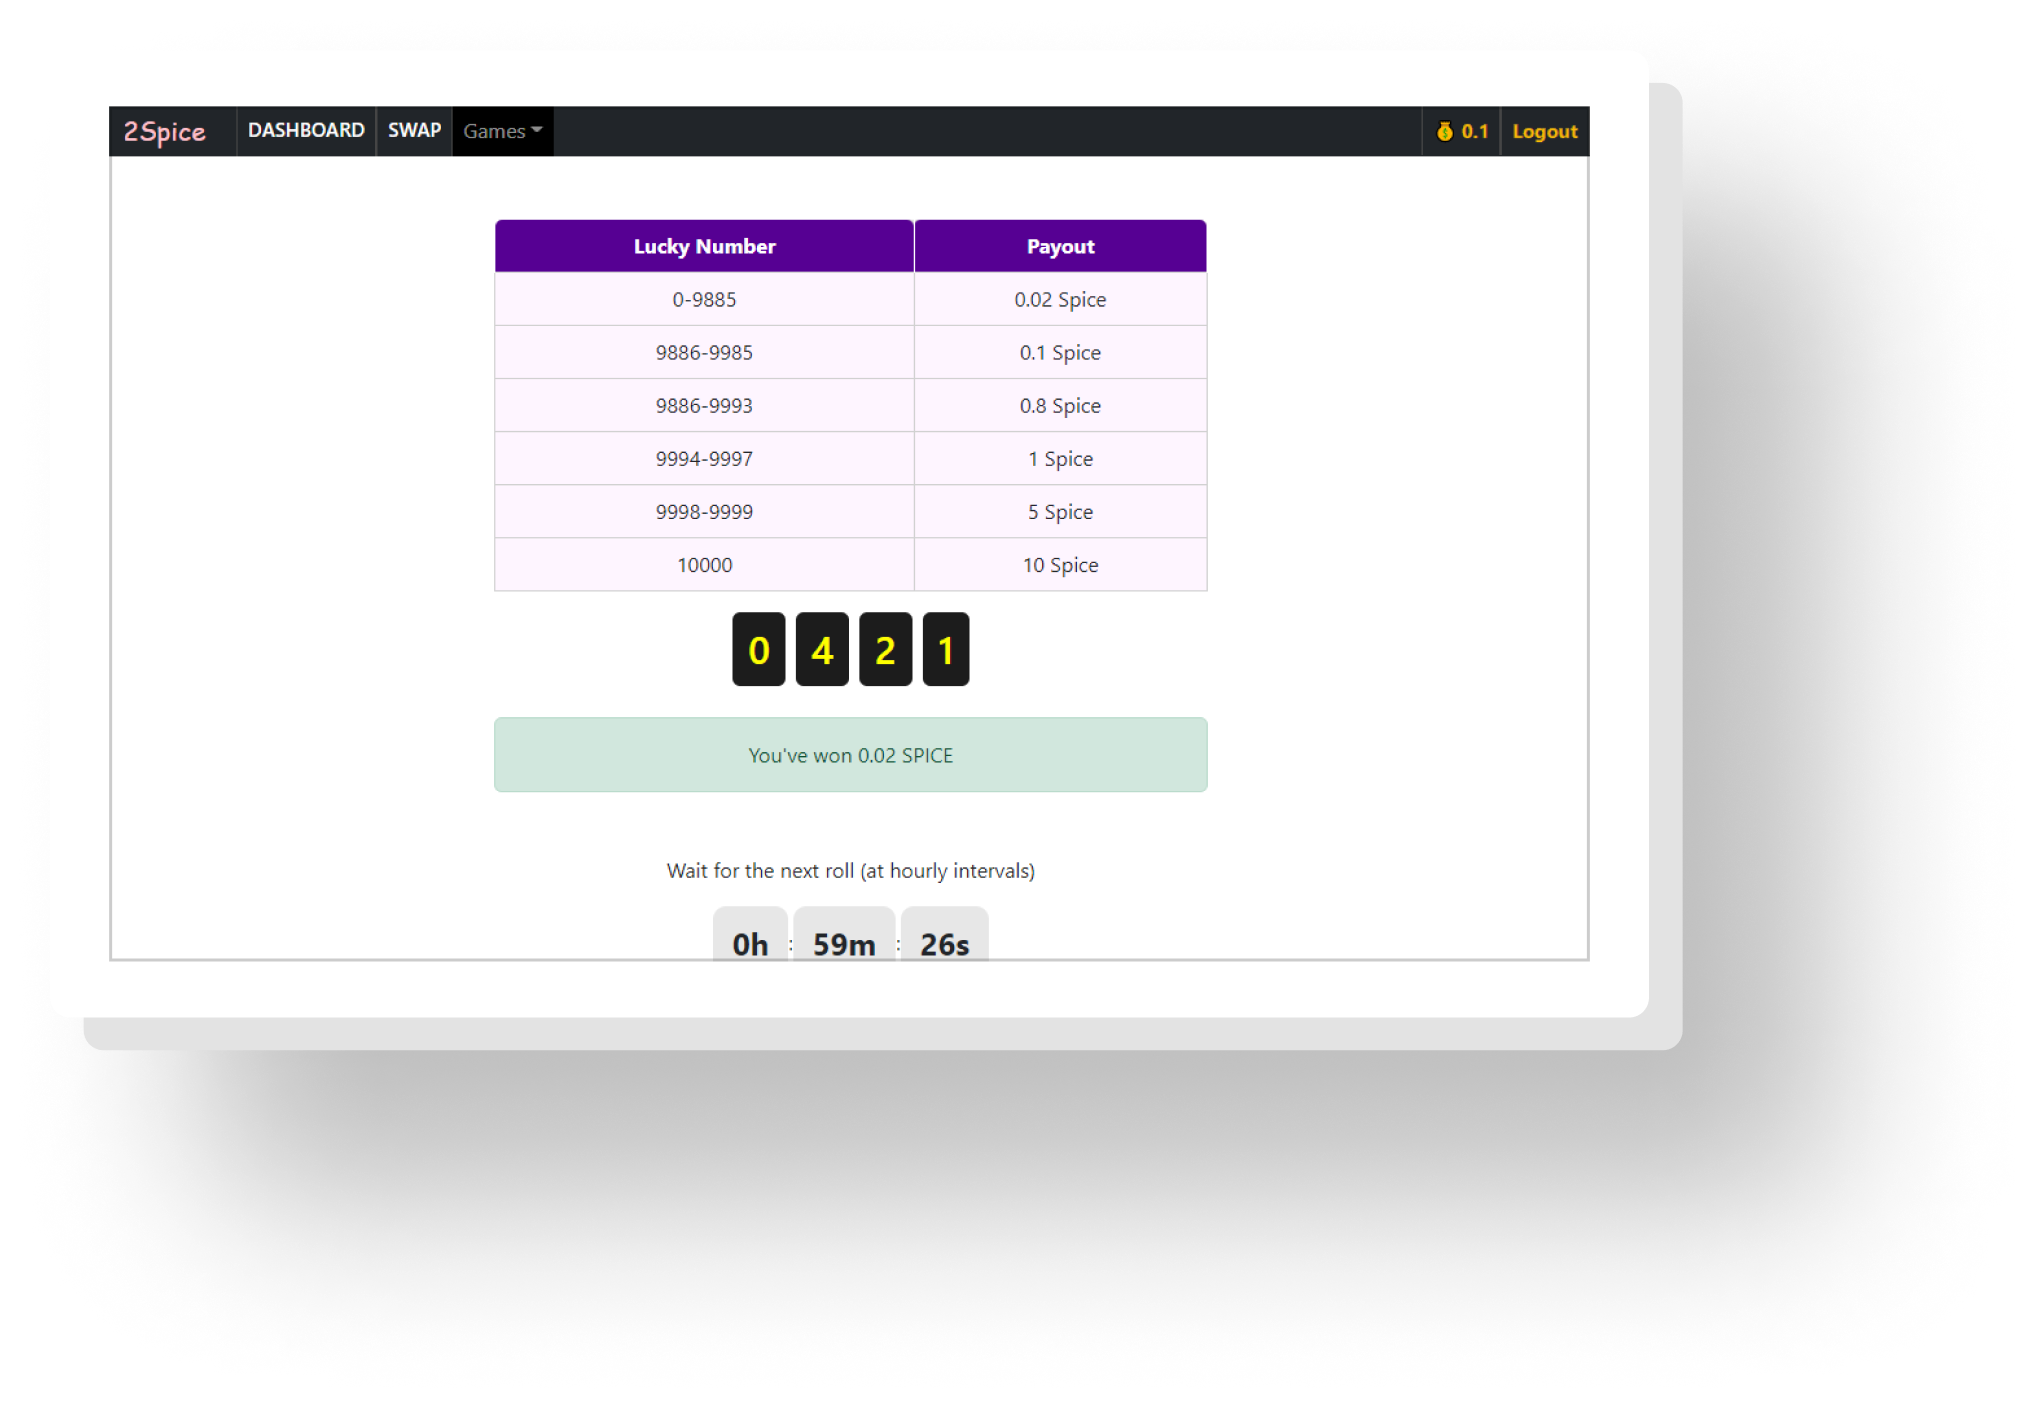 2Spice DASHBOARD SWAP Games 0.1 Logout
Lucky Number Payout
0-9885 0.02 Spice
9886-9985 0.1 Spice
9886-9993 0.8 Spice
9994-9997 1 Spice
9998-9999 5 Spice
10000 10 Spice
0 4 2 1
You've won 0.02 SPICE
Wait for the next roll (at hourly intervals)
0h : 59m : 26s